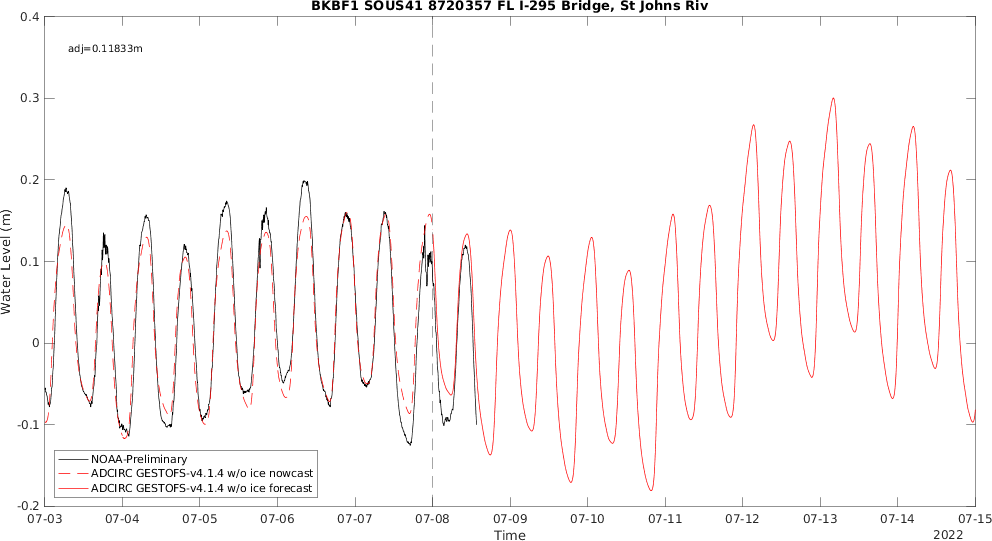 BKBF1 SOUS41 8720357 FL I-295 Bridge, St Johns Riv
adj=0.11833m
Water Level (m)
0.4
0.3
0.2
0.1
0
-0.1
-0.2
NOAA-Preliminary
ADCIRC GESTOFS-v4.1.4 w/o ice nowcast
ADCIRC GESTOFS-v4.1.4 w/o ice forecast
07-03 07-04 07-05 07-06 07-07 07-08 07-09 07-10 07-11 07-12 07-13 07-14 07-15
Time
2022